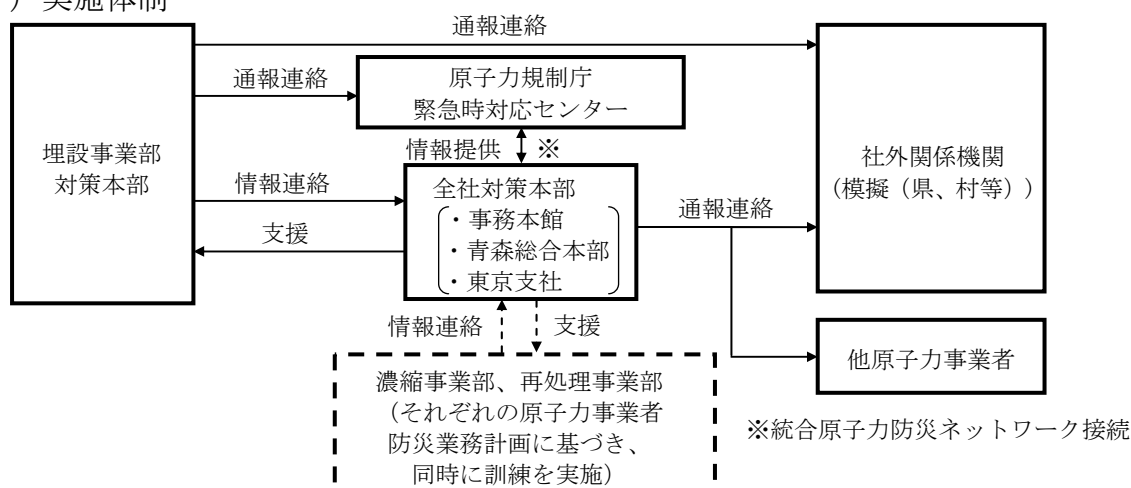 ）実施体制
通報連絡
通報連絡
原子力規制庁
緊急時対応センター
埋設事業部
対策本部
情報提供 ※
社外関係機関
（模擬（県、村等））
情報連絡
全社対策本部
・事務本館
・青森総合本部
・東京支社
通報連絡
支援
情報連絡
支援
他原子力事業者
濃縮事業部、再処理事業部
（それぞれの原子力事業者
防災業務計画に基づき、
同時に訓練を実施）
※統合原子力防災ネットワーク接続